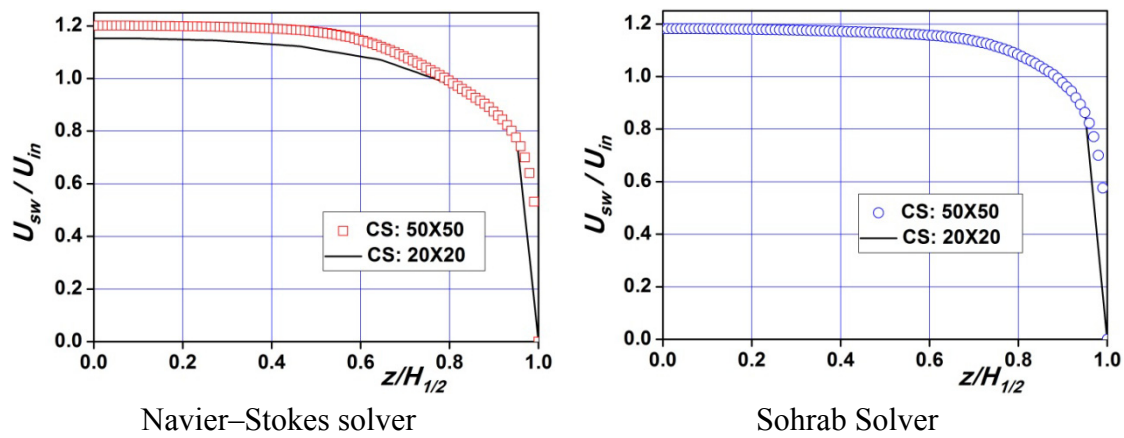 U_sw / U_in
1.2
1.0
0.8
0.6
0.4
0.2
0.0
CS: 50X50
CS: 20X20
0.0 0.2 0.4 0.6 0.8 1.0
z/H_1/2
Navier–Stokes solver
U_sw / U_in
1.2
1.0
0.8
0.6
0.4
0.2
0.0
CS: 50X50
CS: 20X20
0.0 0.2 0.4 0.6 0.8 1.0
z/H_1/2
Sohrab Solver